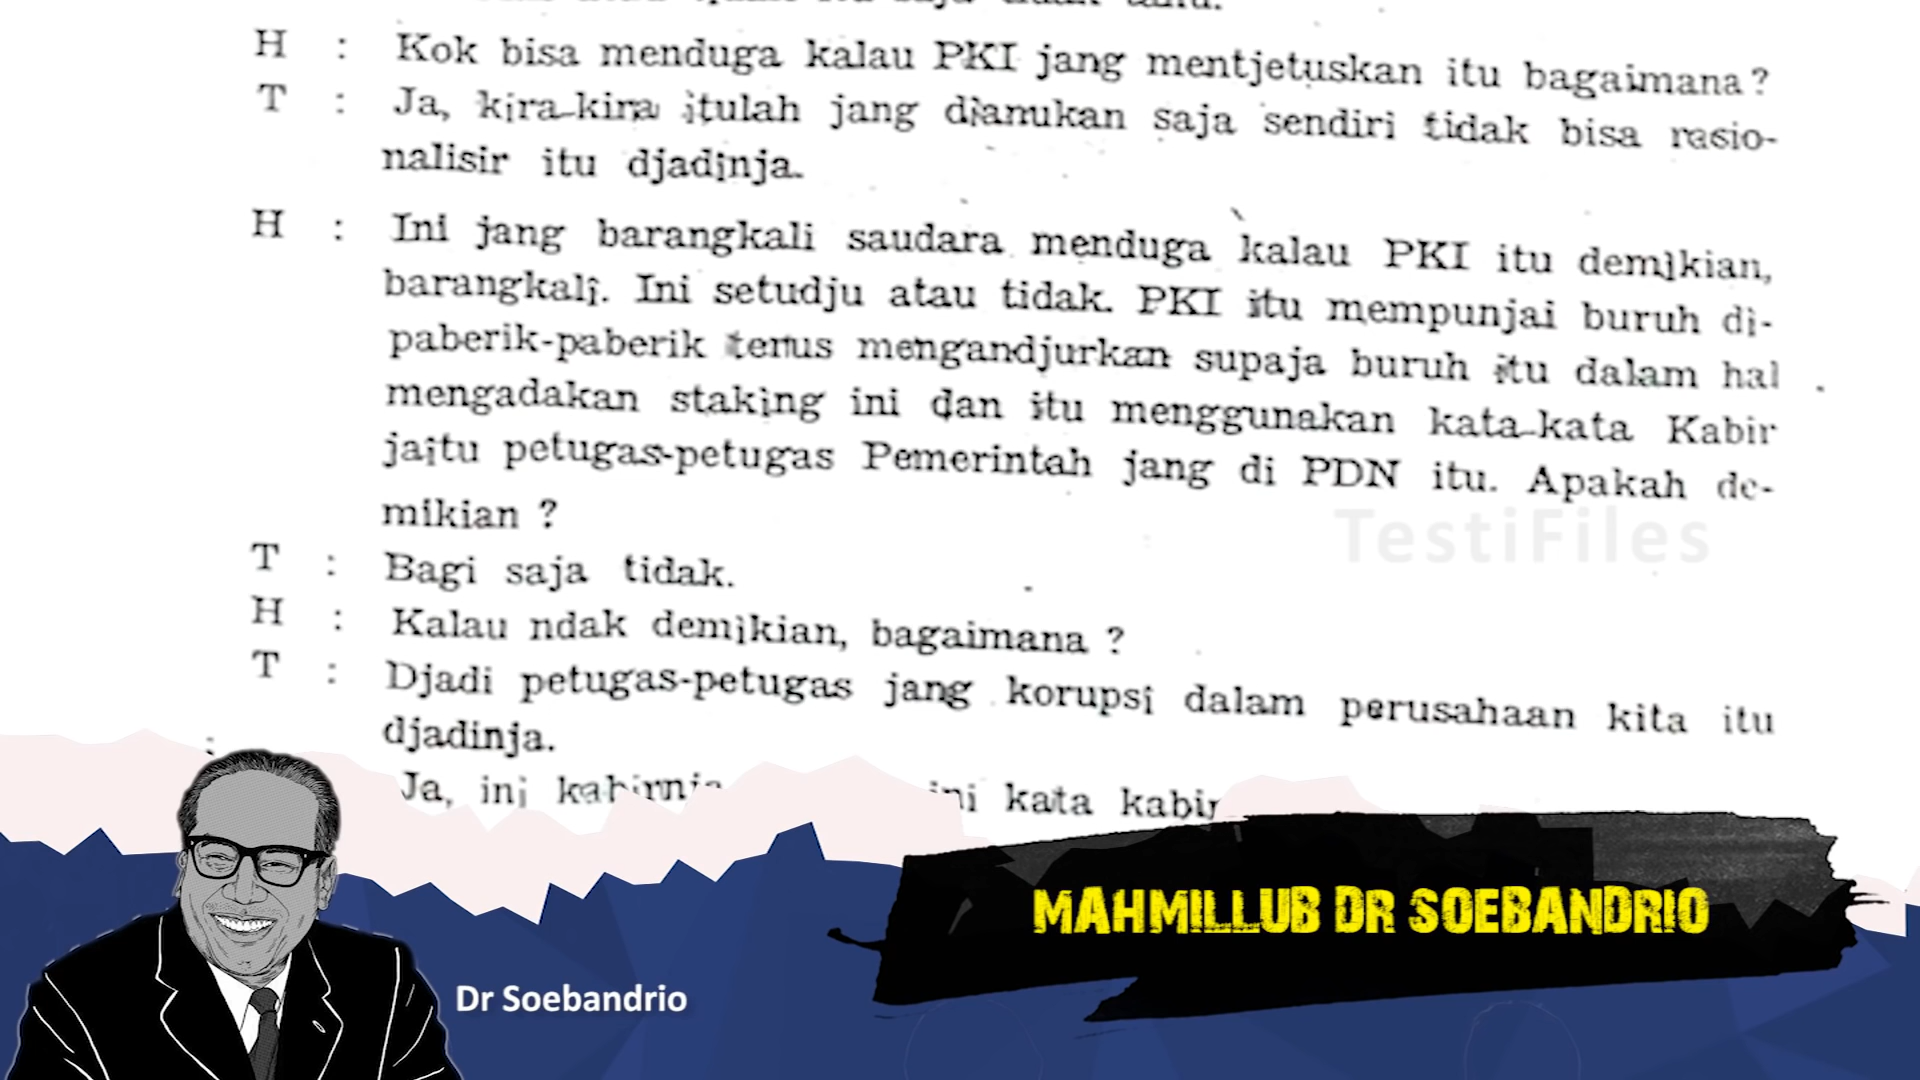 H : Kok bisa menduga kalau PKI jang mentjetuskan itu bagaimana?
T : Ja, kira-kira itulah jang dianukan saja sendiri tidak bisa rasio-
nalisir itu djadinja.
H : Ini jang barangkali saudara menduga kalau PKI itu demikian,
barangkali. Ini setudju atau tidak. PKI itu mempunjai buruh di-
paberik-paberik terus mengandjurkan supaja buruh itu dalam hal
mengadakan staking ini dan itu menggunakan kata-kata Kabir
jaitu petugas-petugas Pemerintah jang di PDN itu. Apakah de-
mikian ?
TestiFiles
T : Bagi saja tidak.
H : Kalau ndak demikian, bagaimana ?
T : Djadi petugas-petugas jang korupsi dalam perusahaan kita itu
djadinja.
: Ja, ini kabirnja ini kata kabir
MAHMILLUB DR SOEBANDRIO
Dr Soebandrio